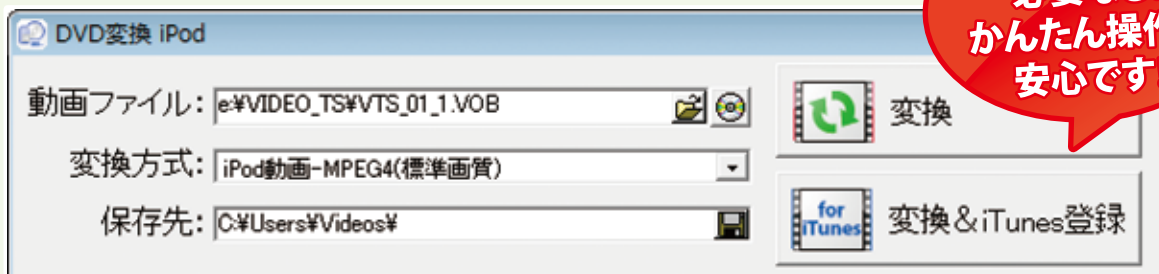 DVD変換 iPod
かんたん操作
安心です
動画ファイル: e:¥VIDEO_TS¥VTS_01_1.VOB
変換
変換方式: iPod動画-MPEG4(標準画質)
保存先: C:¥Users¥Videos¥
for
iTunes
変換&iTunes登録